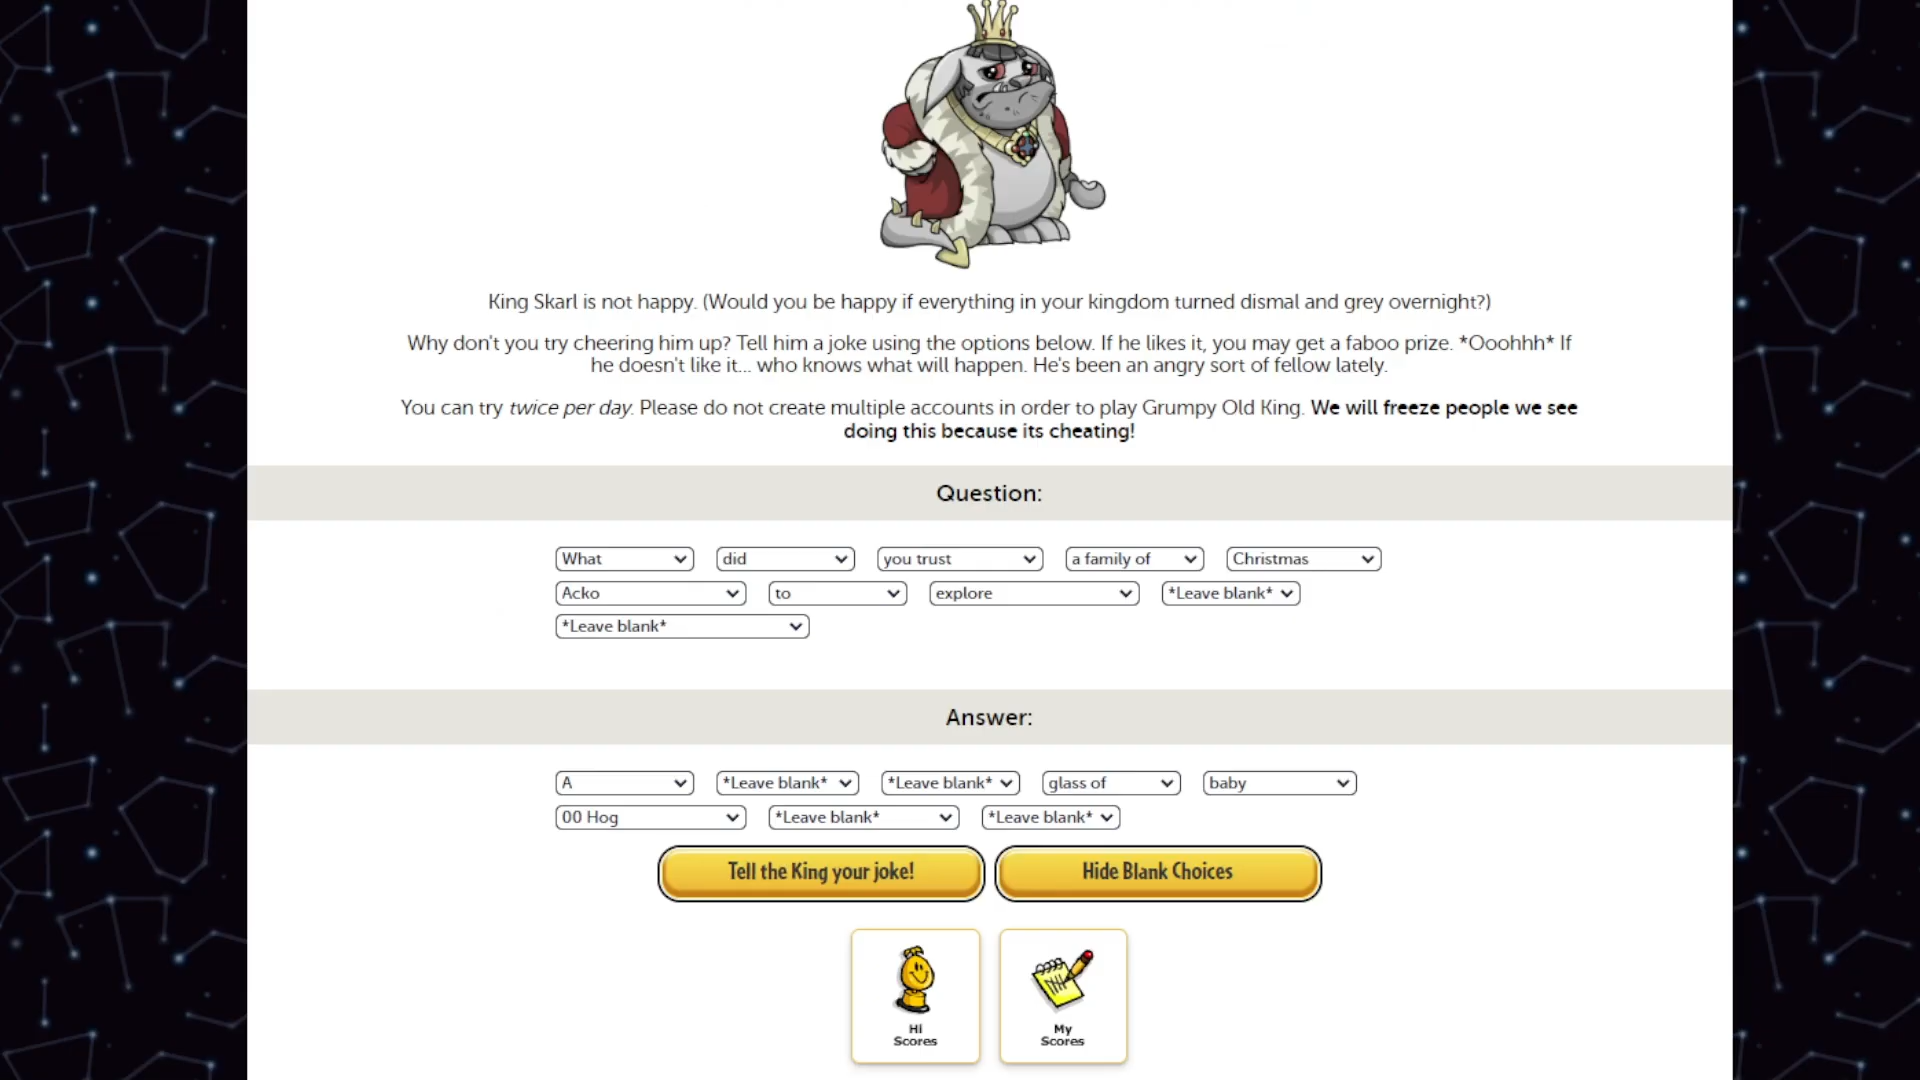 King Skarl is not happy. (Would you be happy if everything in your kingdom turned dismal and grey overnight?)
Why don't you try cheering him up? Tell him a joke using the options below. If he likes it, you may get a faboo prize. *Ooohhh* If
he doesn't like it... who knows what will happen. He's been an angry sort of fellow lately.
You can try twice per day. Please do not create multiple accounts in order to play Grumpy Old King. We will freeze people we see
doing this because its cheating!
Question:
What did you trust a family of Christmas
Acko to explore *Leave blank*
*Leave blank*
Answer:
A *Leave blank* *Leave blank* glass of baby
00 Hog *Leave blank* *Leave blank*
Tell the King your joke! Hide Blank Choices
Hi My
Scores Scores